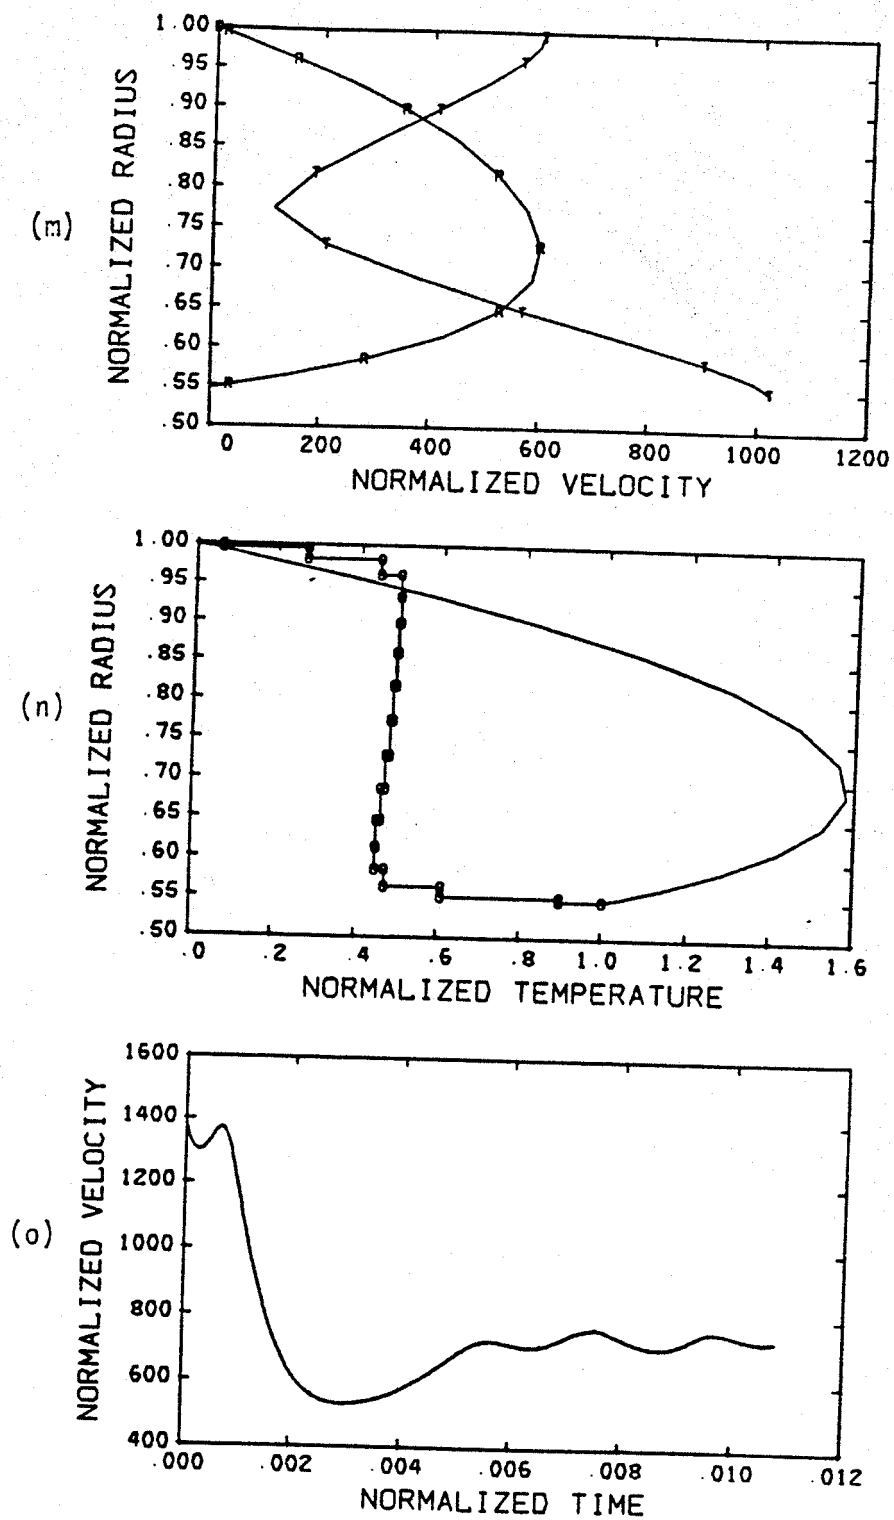 (m)
NORMALIZED RADIUS
1.00
.95
.90
.85
.80
.75
.70
.65
.60
.55
.50
0 200 400 600 800 1000 1200
NORMALIZED VELOCITY
(n)
NORMALIZED RADIUS
1.00
.95
.90
.85
.80
.75
.70
.65
.60
.55
.50
.0 .2 .4 .6 .8 1.0 1.2 1.4 1.6
NORMALIZED TEMPERATURE
(o)
NORMALIZED VELOCITY
1600
1400
1200
1000
800
600
400
.000 .002 .004 .006 .008 .010 .012
NORMALIZED TIME